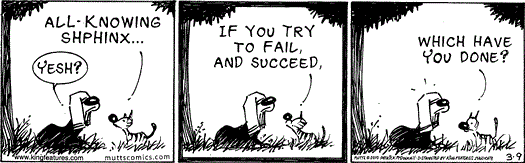 ALL-KNOWING
SHPHINX...
YESH?
www.kingfeatures.com
muttscomics.com
IF YOU TRY
TO FAIL,
AND SUCCEED,
WHICH HAVE
YOU DONE?
3-9